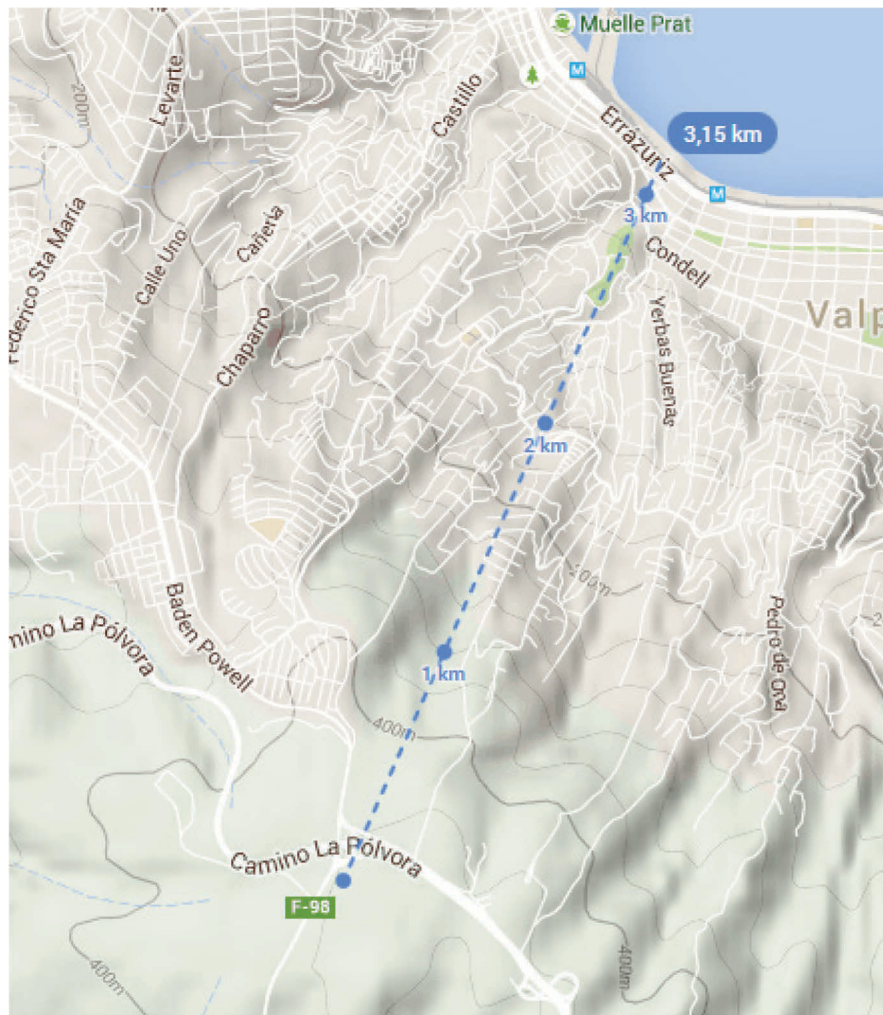 Muelle Prat
M
Levarte
200m
Castillo
Errázuriz
3,15 km
M
3 km
Federico Sta María
Calle Uno
Cañería
Condell
Valp
Chaparro
Yerbas Buenas
2 km
200m
Pedro de Oña
Baden Powell
mino La Pólvora
1 km
400m
Camino La Pólvora
F-98
400m
400m